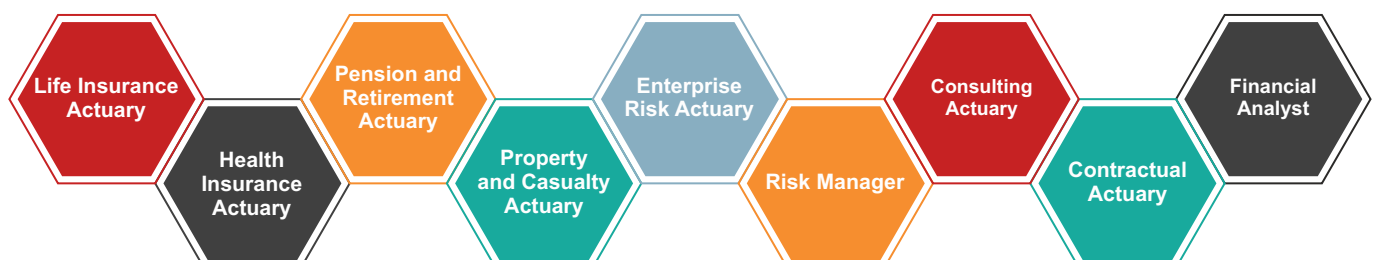 Life Insurance
Actuary
Health
Insurance
Actuary
Pension and
Retirement
Actuary
Property
and Casualty
Actuary
Enterprise
Risk Actuary
Risk Manager
Consulting
Actuary
Contractual
Actuary
Financial
Analyst